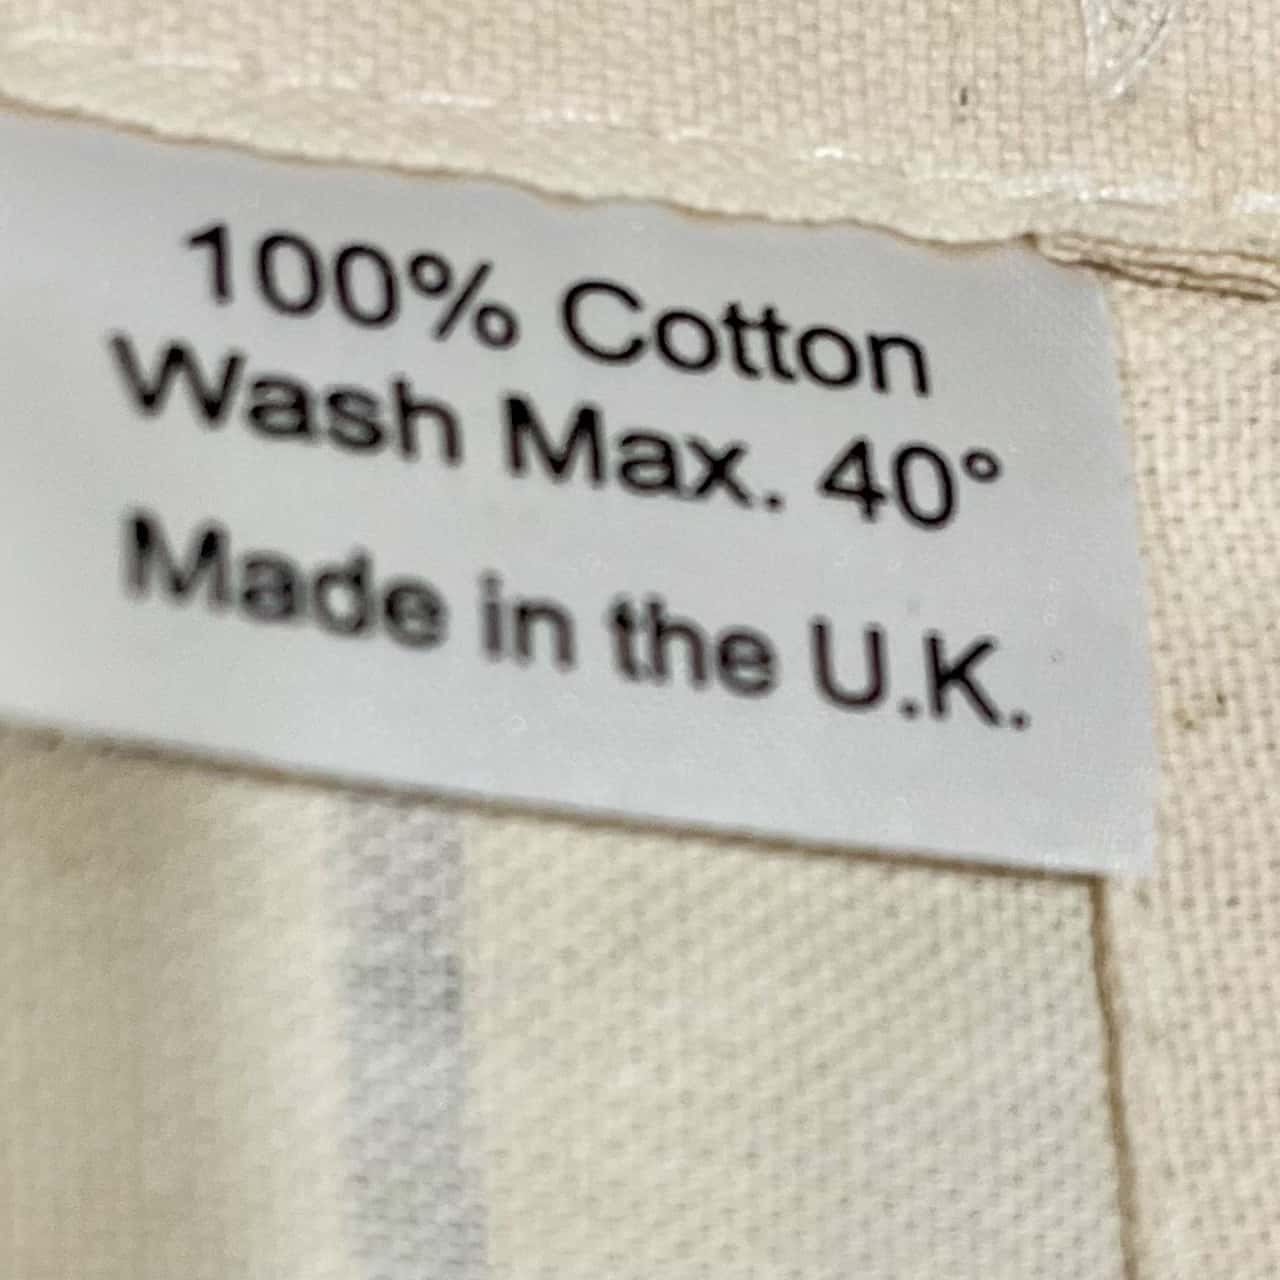 100% Cotton
Wash Max. 40°
Made in the U.K.